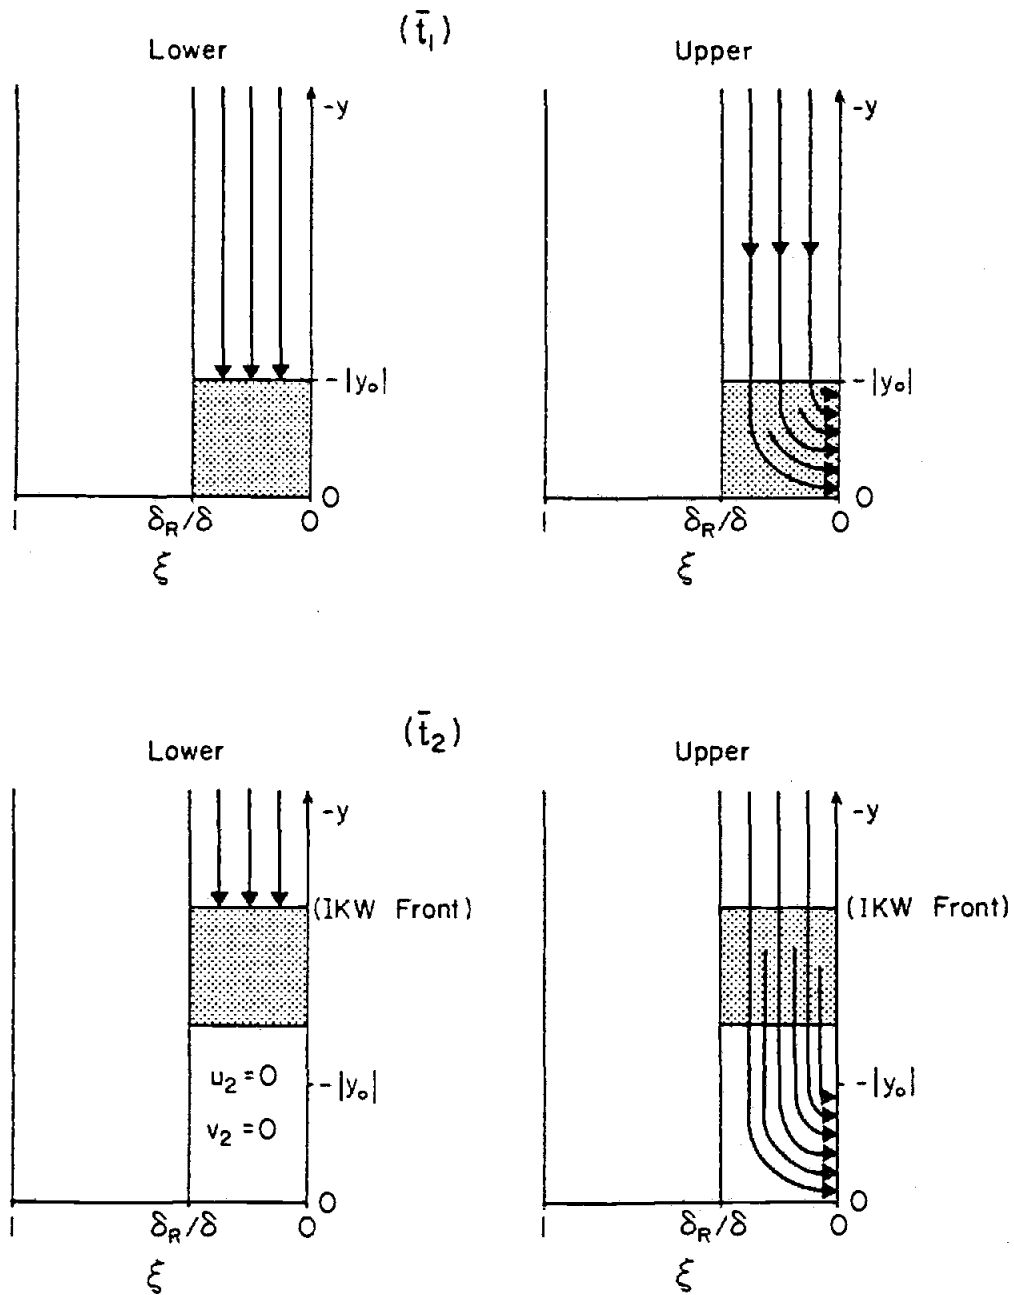 (t̄₁)
Lower
Upper
-y
-y
-|y₀|
-|y₀|
0
0
1
δ_R/δ
0
1
δ_R/δ
0
ξ
ξ
(t̄₂)
Lower
Upper
-y
-y
(IKW Front)
(IKW Front)
u₂ = 0
-|y₀|
-|y₀|
v₂ = 0
0
0
1
δ_R/δ
0
1
δ_R/δ
0
ξ
ξ